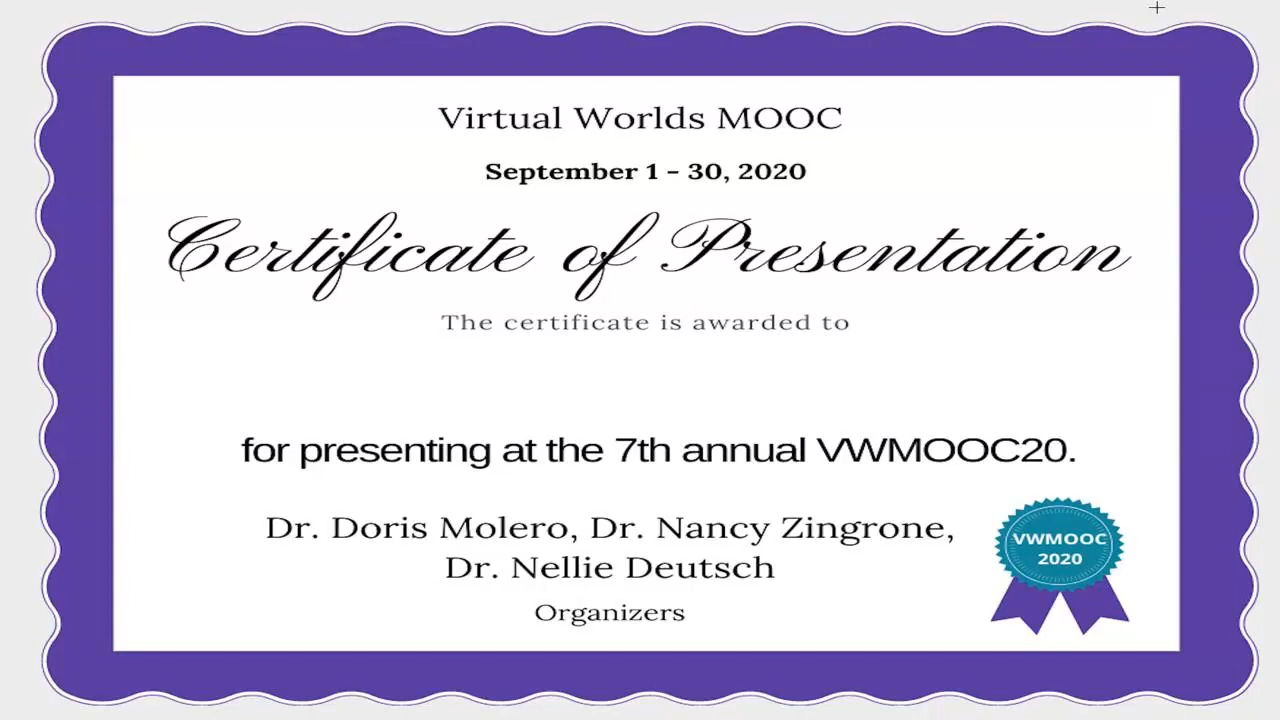 Virtual Worlds MOOC
September 1 - 30, 2020
Certificate of Presentation
The certificate is awarded to
for presenting at the 7th annual VWMOOC20.
Dr. Doris Molero, Dr. Nancy Zingrone,
Dr. Nellie Deutsch
Organizers
VWMOOC
2020